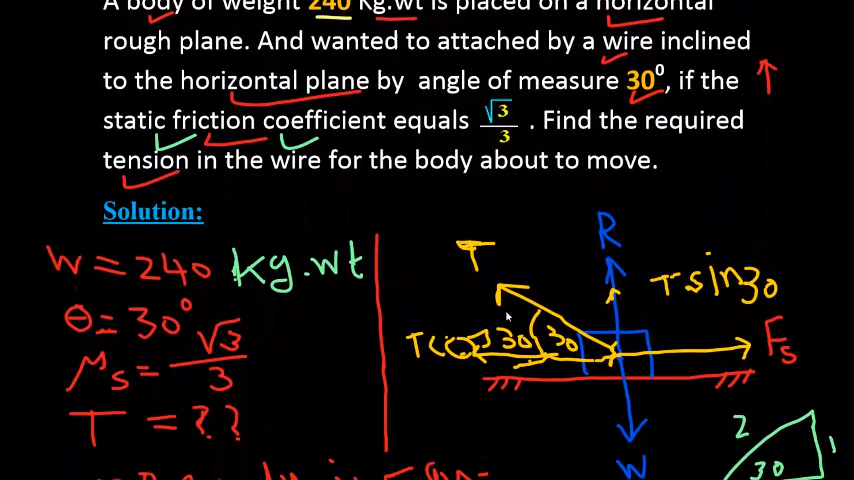 A body of weight 240 Kg.wt is placed on a horizontal
rough plane. And wanted to attached by a wire inclined
to the horizontal plane by angle of measure 30⁰, if the
static friction coefficient equals √3/3 . Find the required
tension in the wire for the body about to move.
Solution:
W = 240 kg.wt
θ = 30°
μs = √3/3
T = ??
R
T
T sin30
T Cos 30
30
Fs
W
2
1
30